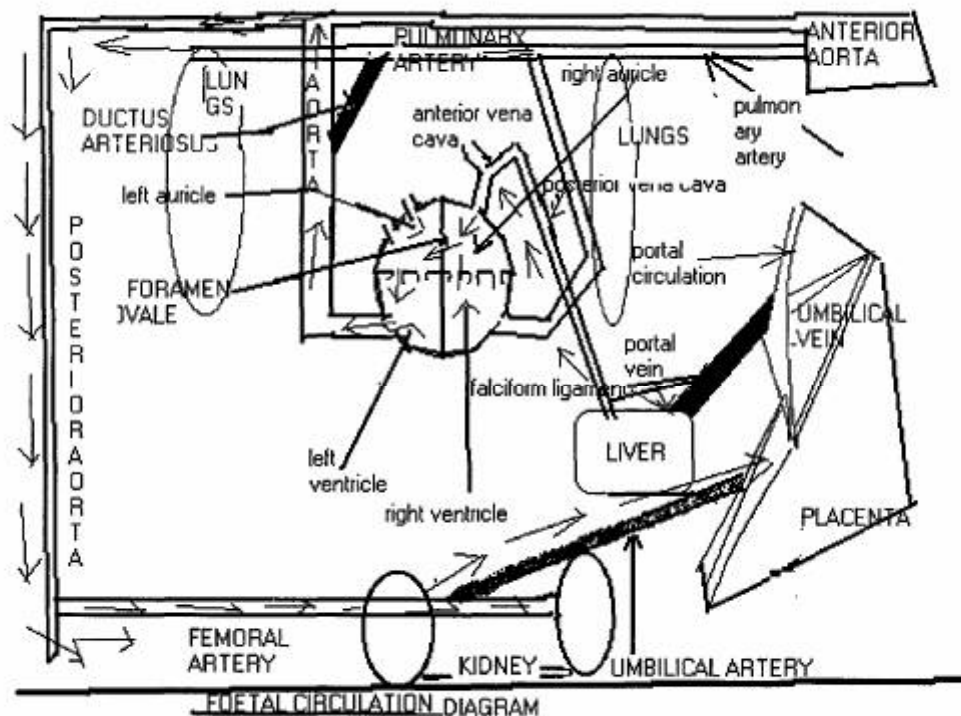 PULMONARY
ARTERY
ANTERIOR
AORTA
LUN
GS
AORTA
right auricle
DUCTUS
ARTERIOSUS
anterior vena
cava
LUNGS
pulmon
ary
artery
left auricle
posterior vena cava
POSTERIORAORTA
portal
circulation
FORAMEN
OVALE
UMBILICAL
VEIN
portal
vein
falciform ligament
LIVER
left
ventricle
right ventricle
PLACENTA
FEMORAL
ARTERY
KIDNEY
UMBILICAL ARTERY
FOETAL CIRCULATION DIAGRAM